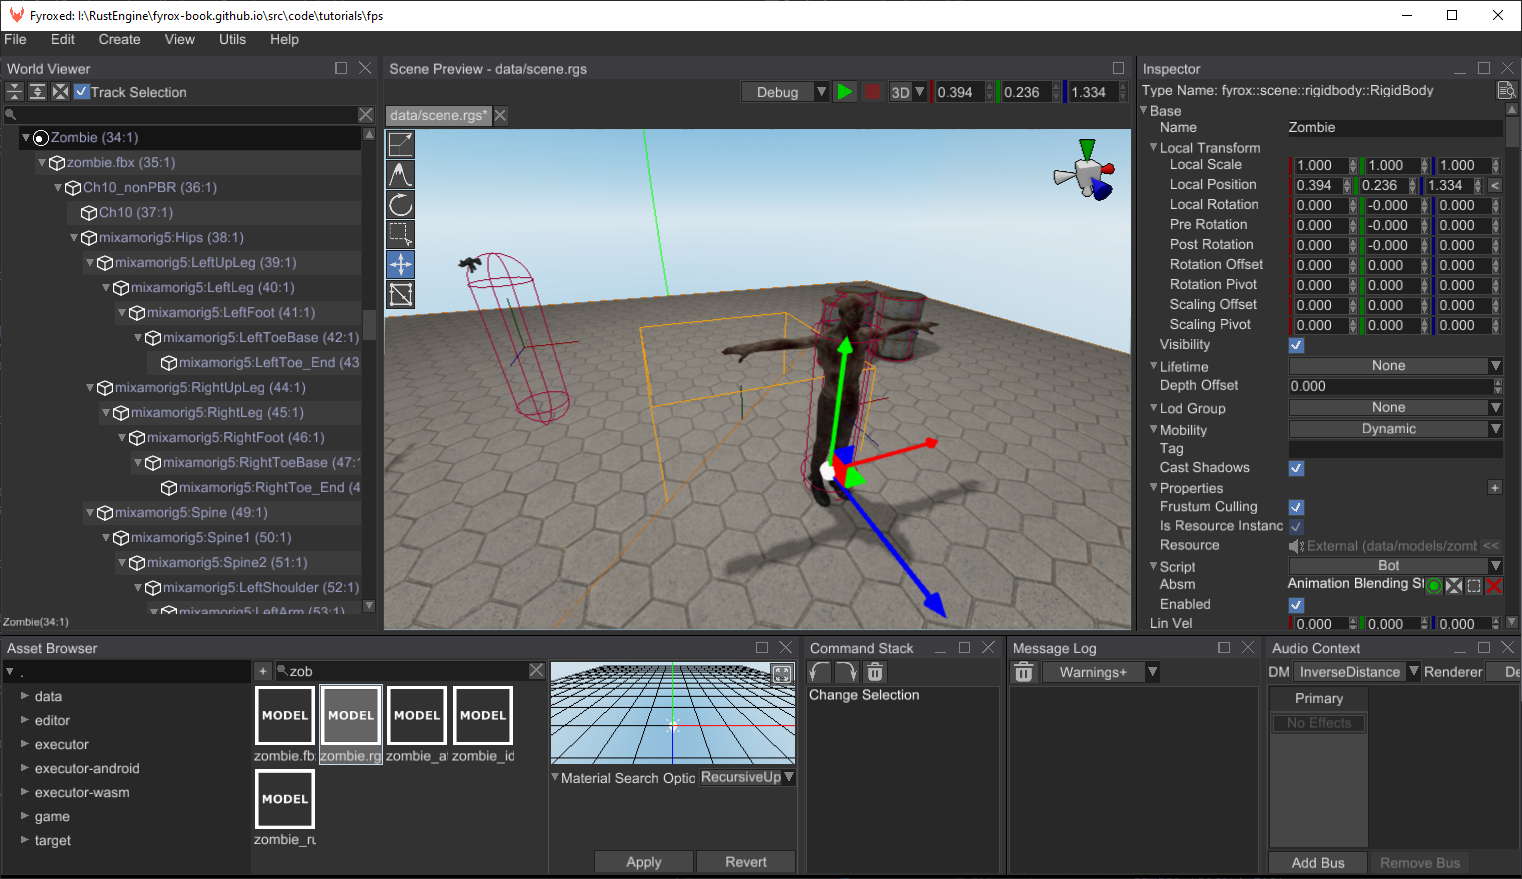 Fyroxed: I:\RustEngine\fyrox-book.github.io\src\code\tutorials\fps
File Edit Create View Utils Help
World Viewer
Track Selection
Zombie (34:1)
zombie.fbx (35:1)
Ch10_nonPBR (36:1)
Ch10 (37:1)
mixamorig5:Hips (38:1)
mixamorig5:LeftUpLeg (39:1)
mixamorig5:LeftLeg (40:1)
mixamorig5:LeftFoot (41:1)
mixamorig5:LeftToeBase (42:1)
mixamorig5:LeftToe_End (43
mixamorig5:RightUpLeg (44:1)
mixamorig5:RightLeg (45:1)
mixamorig5:RightFoot (46:1)
mixamorig5:RightToeBase (47:
mixamorig5:RightToe_End (4
mixamorig5:Spine (49:1)
mixamorig5:Spine1 (50:1)
mixamorig5:Spine2 (51:1)
mixamorig5:LeftShoulder (52:1)
mixamorig5:LeftArm (53:1)
Zombie(34:1)
Scene Preview - data/scene.rgs
Debug 3D 0.394 0.236 1.334
data/scene.rgs*
Inspector
Type Name: fyrox::scene::rigidbody::RigidBody
Base
Name Zombie
Local Transform
Local Scale 1.000 1.000 1.000
Local Position 0.394 0.236 1.334 <
Local Rotation 0.000 -0.000 0.000
Pre Rotation 0.000 -0.000 0.000
Post Rotation 0.000 -0.000 0.000
Rotation Offset 0.000 0.000 0.000
Rotation Pivot 0.000 0.000 0.000
Scaling Offset 0.000 0.000 0.000
Scaling Pivot 0.000 0.000 0.000
Visibility
Lifetime None
Depth Offset 0.000
Lod Group None
Mobility Dynamic
Tag
Cast Shadows
Properties +
Frustum Culling
Is Resource Instanc
Resource External (data/models/zomb <<
Script Bot
Absm Animation Blending St
Enabled
Lin Vel 0.000 0.000 0.000
Asset Browser
.
data
editor
executor
executor-android
executor-wasm
game
target
+ zob
MODEL MODEL MODEL MODEL
zombie.fb zombie.rg zombie_a zombie_id
MODEL
zombie_ru
Material Search Optio RecursiveUp
Apply Revert
Command Stack
Change Selection
Message Log
Warnings+
Audio Context
DM InverseDistance Renderer De
Primary
No Effects
Add Bus Remove Bus